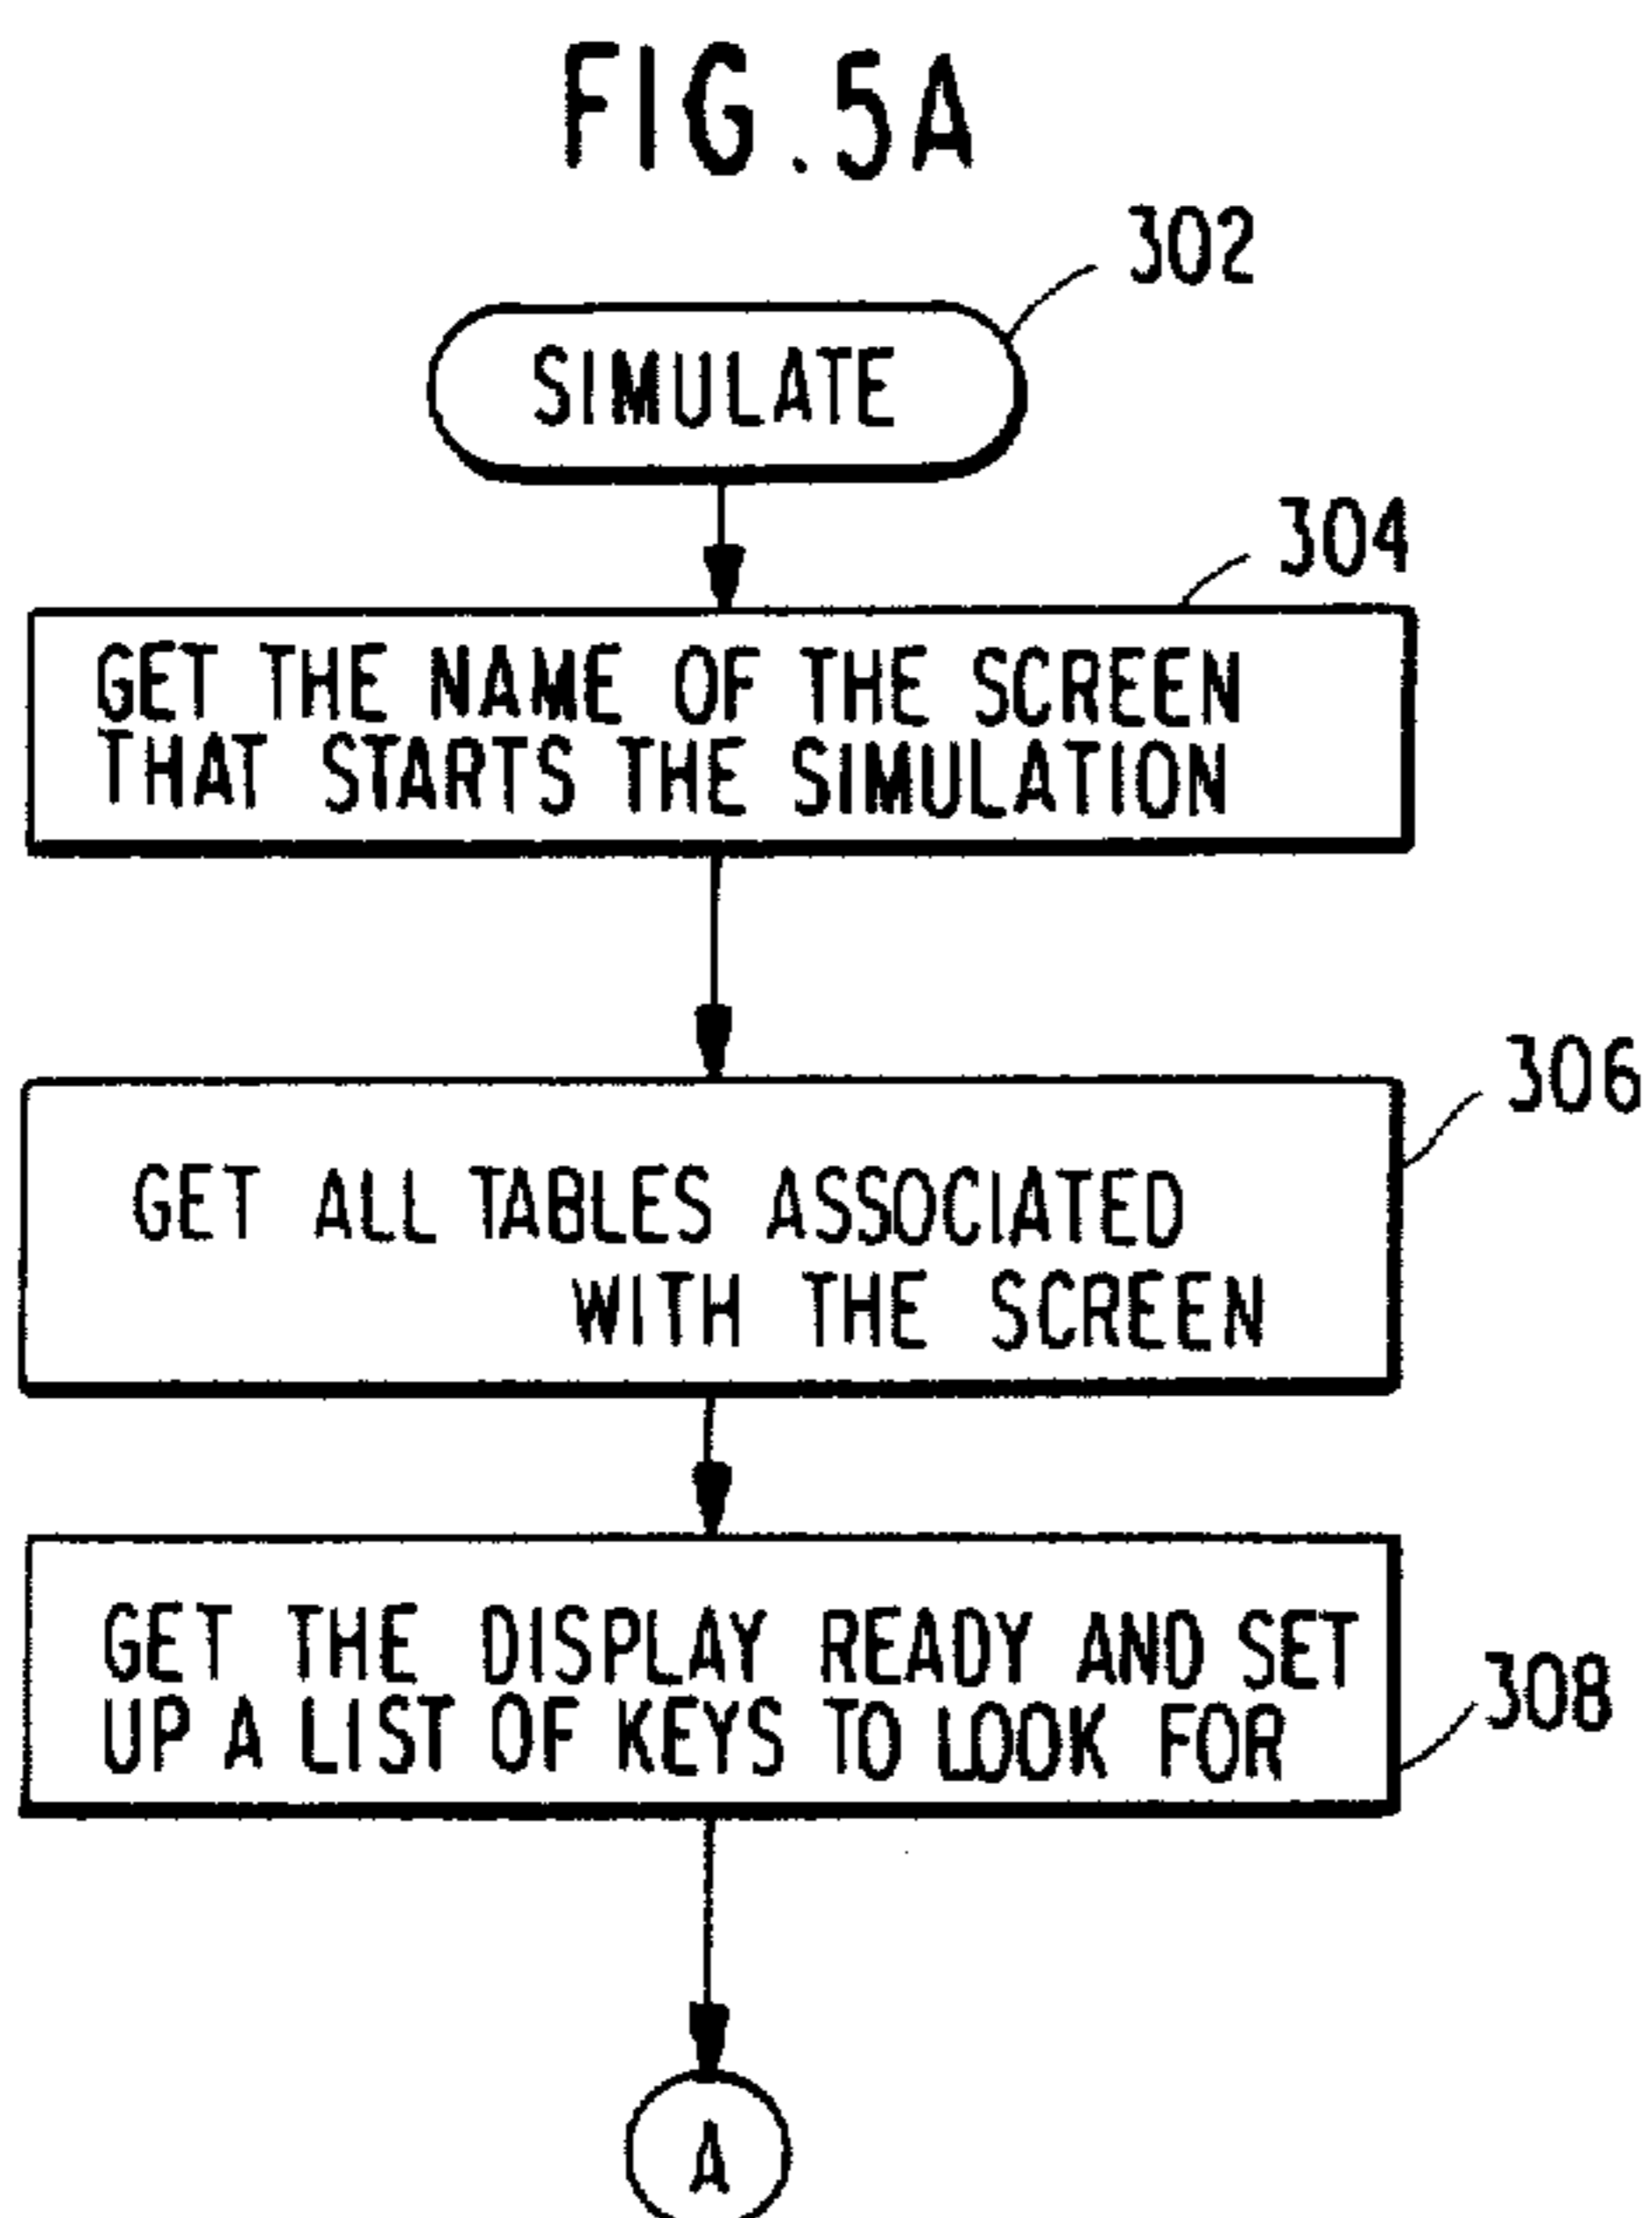 FIG.5A
302
SIMULATE
304
GET THE NAME OF THE SCREEN
THAT STARTS THE SIMULATION
306
GET ALL TABLES ASSOCIATED
WITH THE SCREEN
GET THE DISPLAY READY AND SET
UP A LIST OF KEYS TO LOOK FOR
308
A